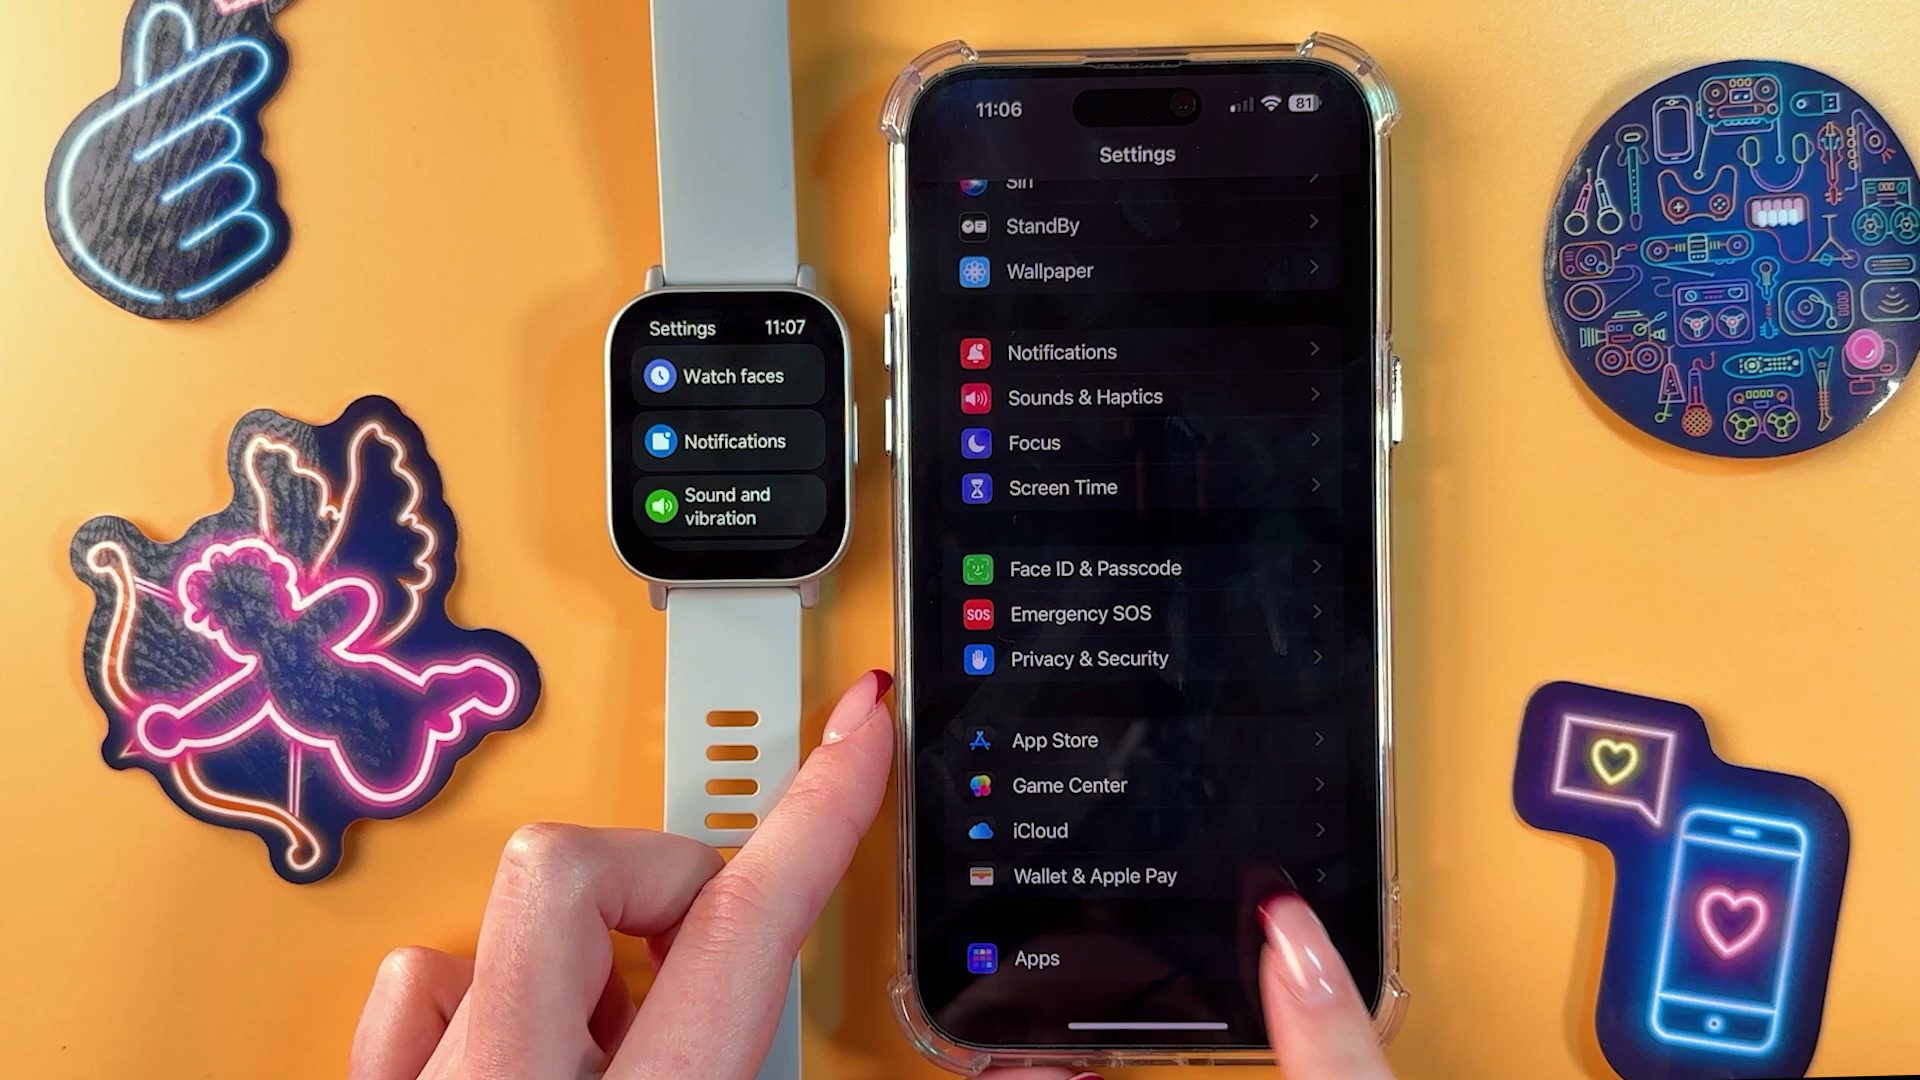 Settings
11:07
Watch faces
Notifications
Sound and
vibration
11:06
81
Settings
Siri
StandBy
Wallpaper
Notifications
Sounds & Haptics
Focus
Screen Time
Face ID & Passcode
SOS
Emergency SOS
Privacy & Security
App Store
Game Center
iCloud
Wallet & Apple Pay
Apps